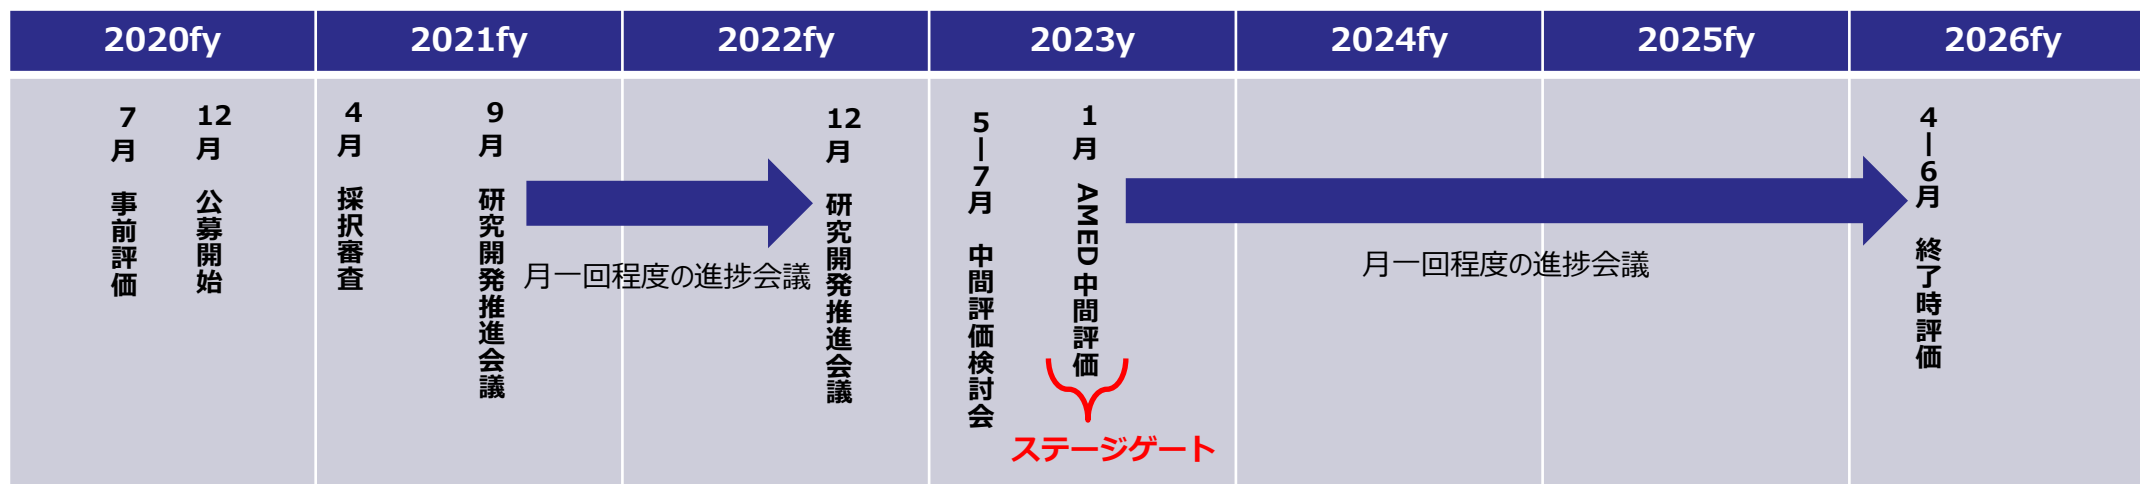 2020fy
2021fy
2022fy
2023y
2024fy
2025fy
2026fy
7月 事前評価
12月 公募開始
4月 採択審査
9月 研究開発推進会議
月一回程度の進捗会議
12月 研究開発推進会議
5―7月 中間評価検討会
1月 AMED中間評価
ステージゲート
月一回程度の進捗会議
4―6月 終了時評価